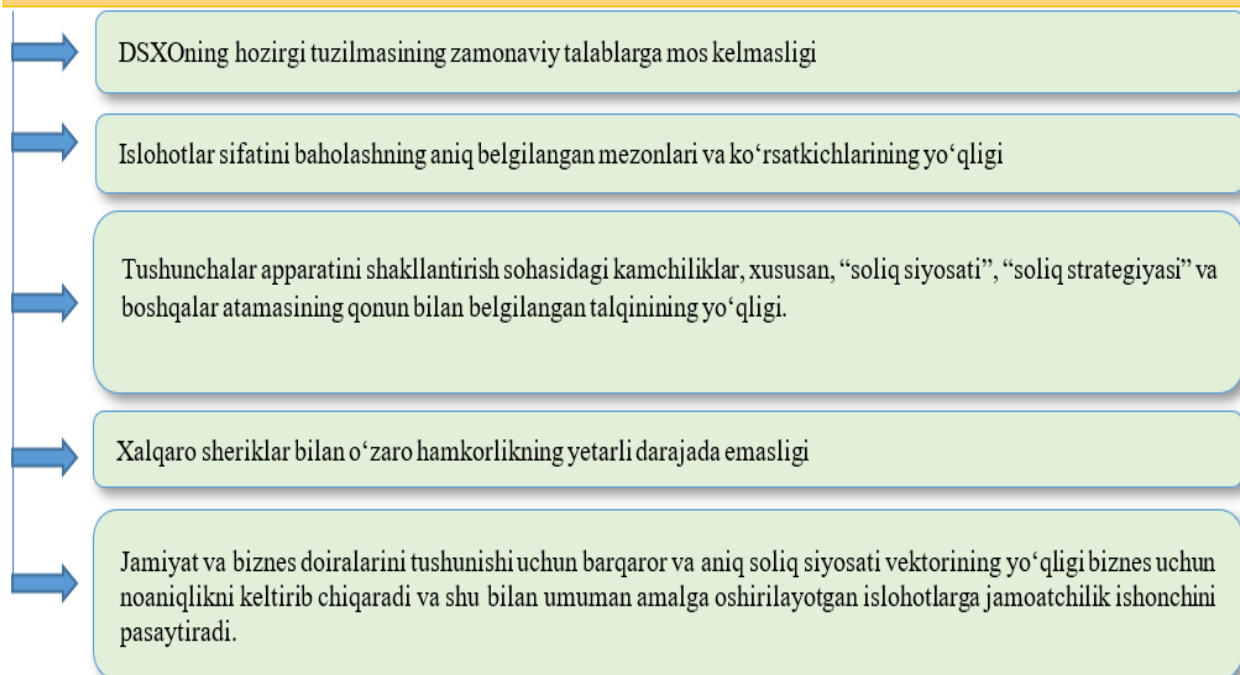 DSXOning hozirgi tuzilmasining zamonaviy talablarga mos kelmasligi
Islohotlar sifatini baholashning aniq belgilangan mezonlari va ko‘rsatkichlarining yo‘qligi
Tushunchalar apparatini shakllantirish sohasidagi kamchiliklar, xususan, “soliq siyosati”, “soliq strategiyasi” va
boshqalar atamasining qonun bilan belgilangan talqinining yo‘qligi.
Xalqaro sheriklar bilan o‘zaro hamkorlikning yetarli darajada emasligi
Jamiyat va biznes doiralarini tushunishi uchun barqaror va aniq soliq siyosati vektorining yo‘qligi biznes uchun
noaniqlikni keltirib chiqaradi va shu bilan umuman amalga oshirilayotgan islohotlarga jamoatchilik ishonchini
pasaytiradi.